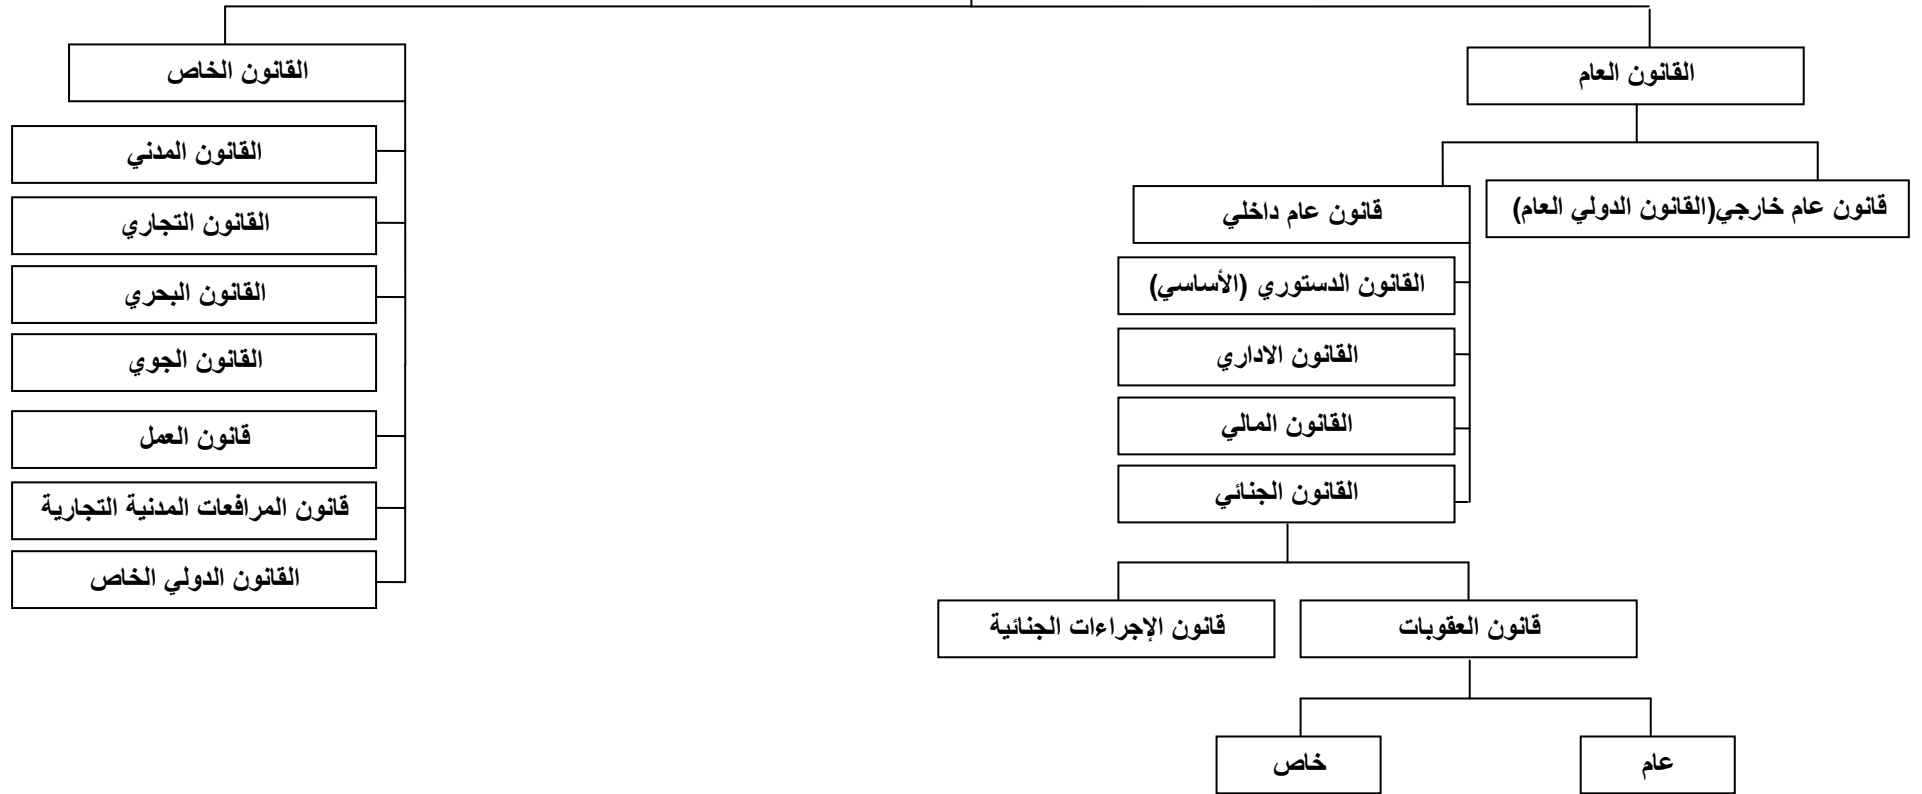 القانون العام
قانون عام خارجي(القانون الدولي العام)
قانون عام داخلي
القانون الدستوري (الأساسي)
القانون الاداري
القانون المالي
القانون الجنائي
قانون العقوبات
عام
خاص
قانون الإجراءات الجنائية
القانون الخاص
القانون المدني
القانون التجاري
القانون البحري
القانون الجوي
قانون العمل
قانون المرافعات المدنية التجارية
القانون الدولي الخاص